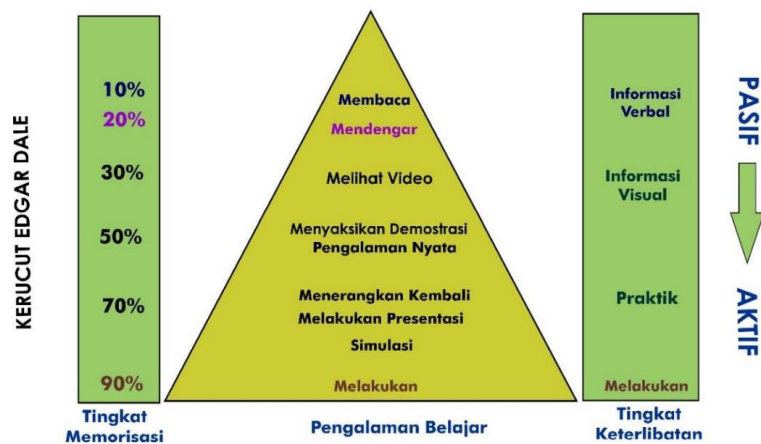 KERUCUT EDGAR DALE
10%
20%
30%
50%
70%
90%
Tingkat
Memorisasi
Membaca
Mendengar
Melihat Video
Menyaksikan Demostrasi
Pengalaman Nyata
Menerangkan Kembali
Melakukan Presentasi
Simulasi
Melakukan
Pengalaman Belajar
Informasi
Verbal
Informasi
Visual
Praktik
Melakukan
Tingkat
Keterlibatan
PASIF
AKTIF